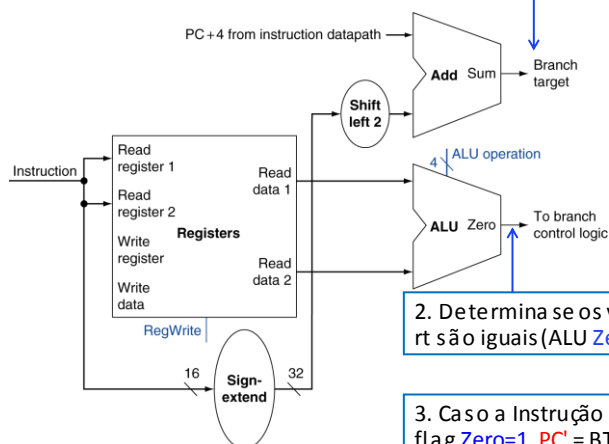 PC+4 from instruction datapath
Add Sum
Branch
target
Shift
left 2
4
ALU operation
Instruction
Read
register 1
Read
register 2
Write
register
Write
data
Registers
Read
data 1
Read
data 2
ALU Zero
To branch
control logic
RegWrite
16
Sign-
extend
32
2. Determina se os
rt são iguais (ALU
3. Caso a Instrução
flag Zero=1, PC' =